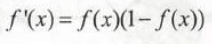 f'(x) = f(x)(1 − f(x))